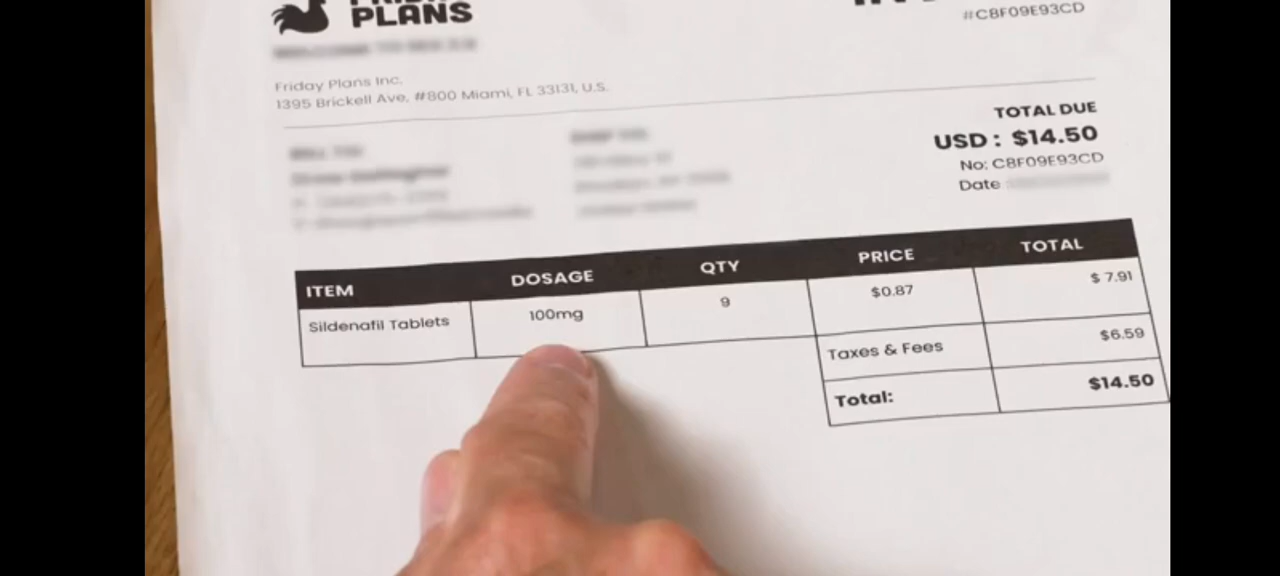 PLANS
#C8F09E93CD
Friday Plans Inc.
1395 Brickell Ave, #800 Miami, FL 33131, U.S.
TOTAL DUE
USD : $14.50
No: C8F09E93CD
Date
ITEM DOSAGE QTY PRICE TOTAL
Sildenafil Tablets 100mg 9 $0.87 $ 7.91
Taxes & Fees $6.59
Total: $14.50